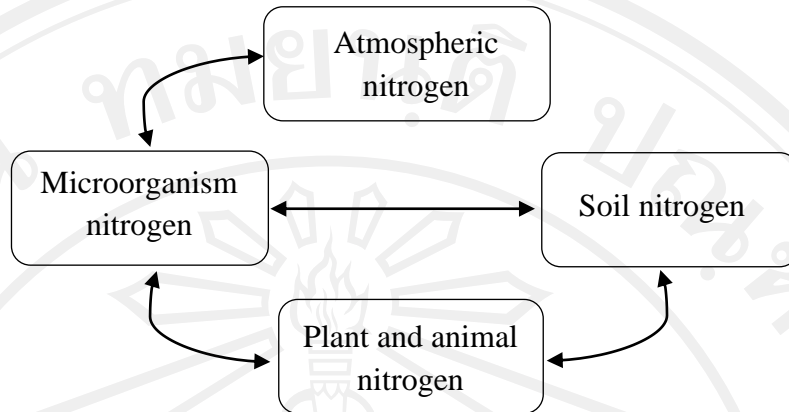 Atmospheric
nitrogen
Microorganism
nitrogen
Soil nitrogen
Plant and animal
nitrogen